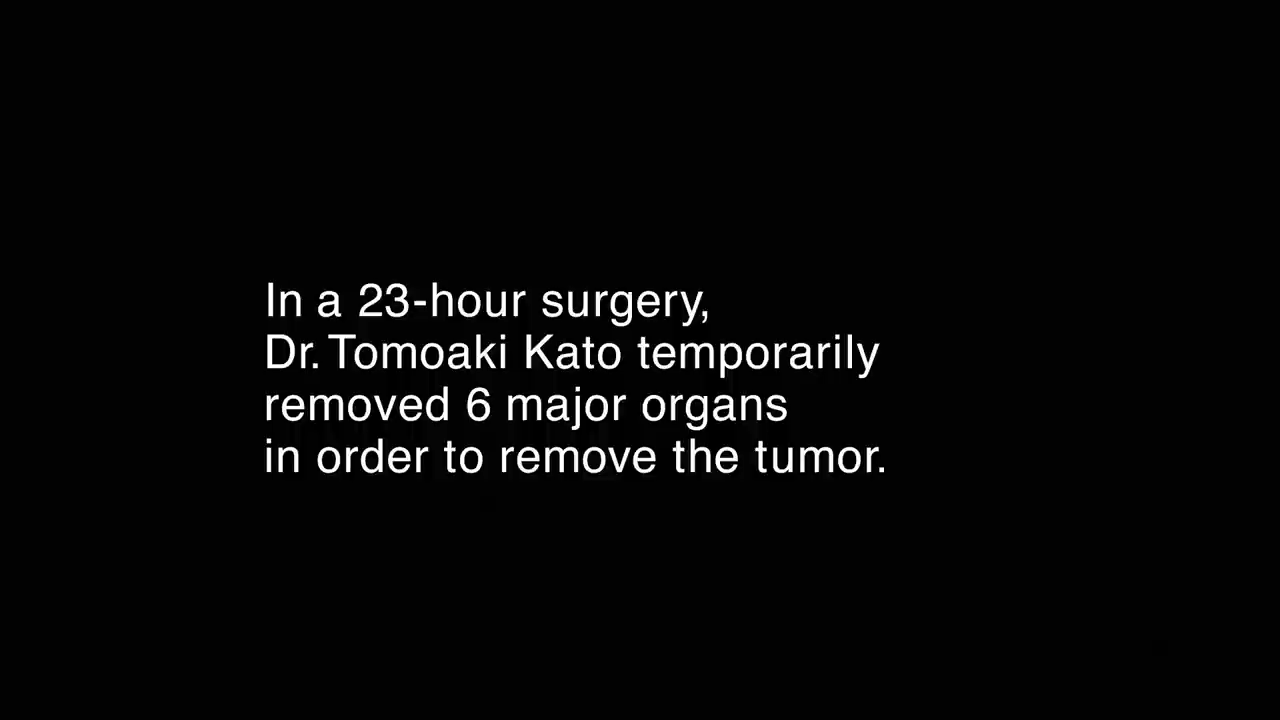 In a 23-hour surgery,
Dr. Tomoaki Kato temporarily
removed 6 major organs
in order to remove the tumor.